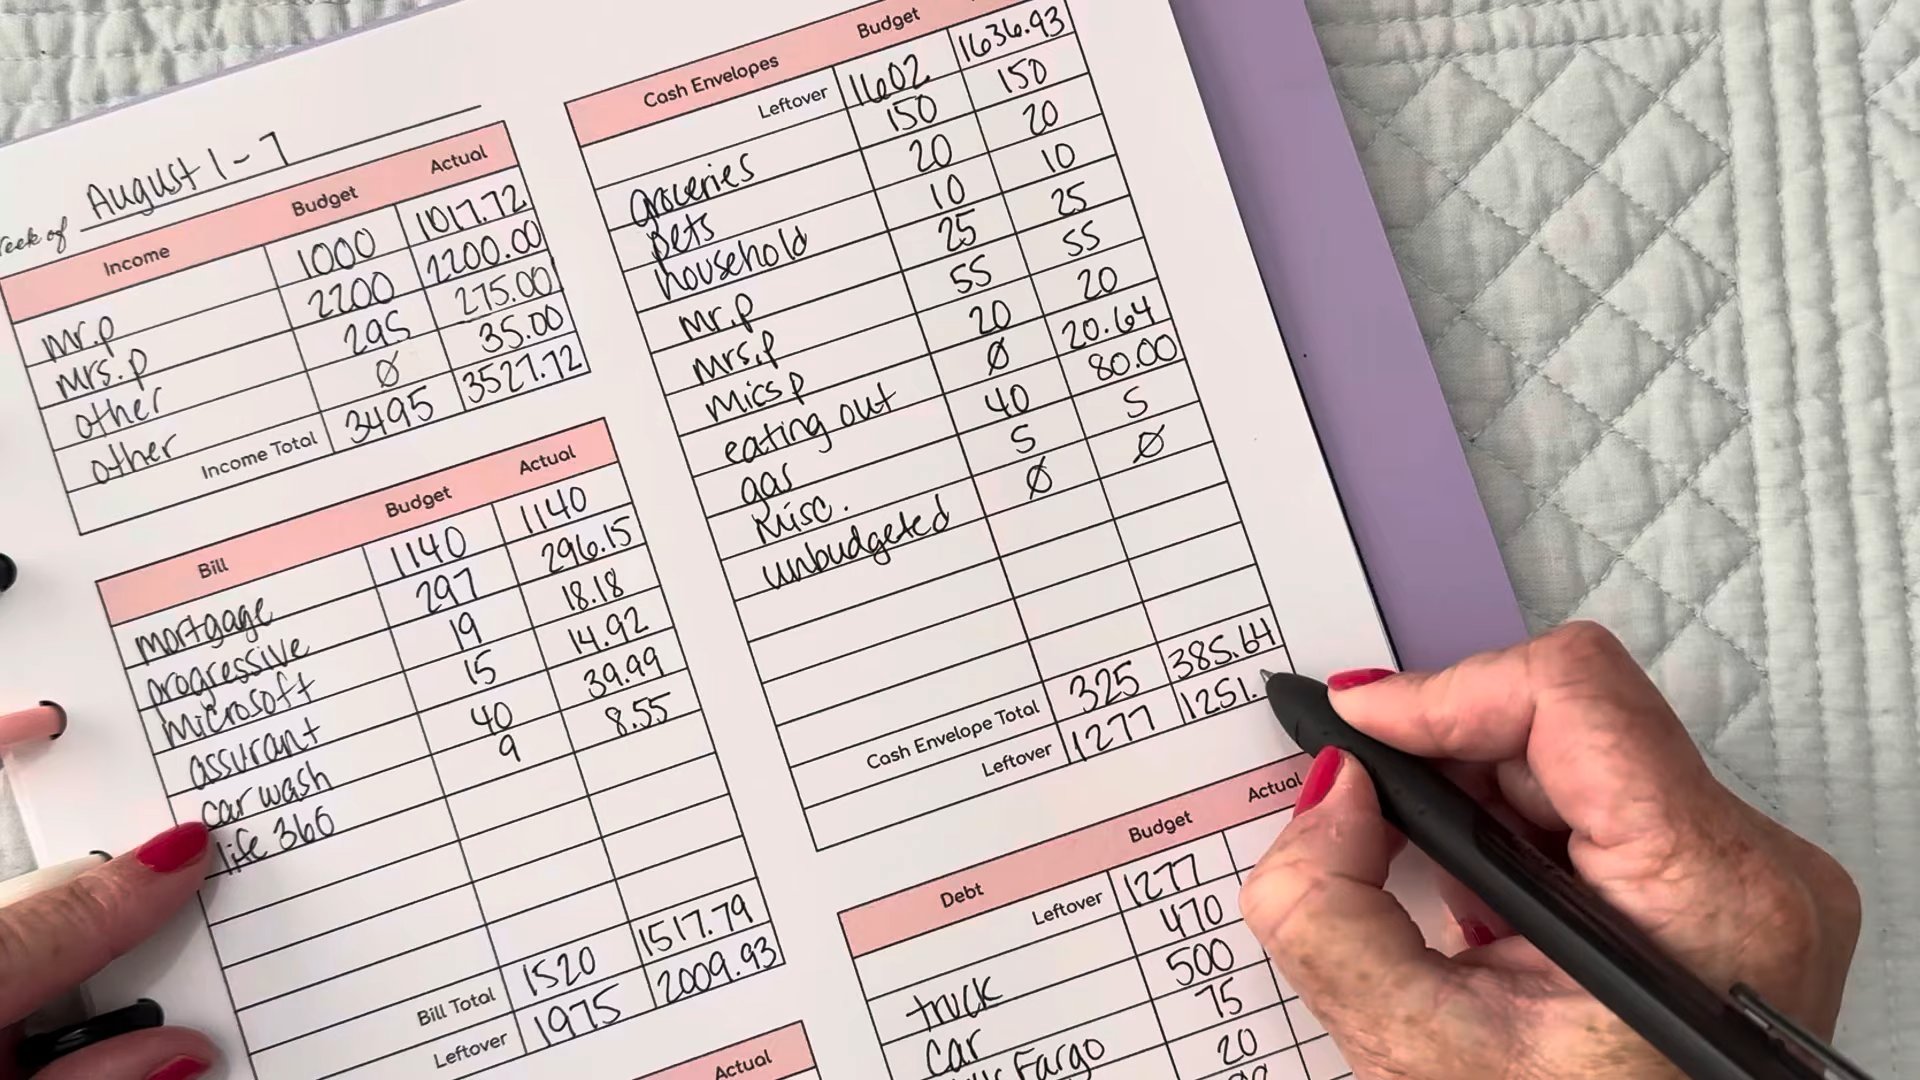 Week of August 1-7
Income Budget Actual
mr.p 1000 1017.72
mrs.p 2200 2200.00
other 295 275.00
other Ø 35.00
Income Total 3495 3527.72
Bill Budget Actual
mortgage 1140 1140
progressive 297 296.15
microsoft 19 18.18
assurant 15 14.92
car wash 40 39.99
life 360 9 8.55
Bill Total 1520 1517.79
Leftover 1975 2009.93
Actual
Cash Envelopes Budget
Leftover 1602 1636.93
groceries 150 150
pets 20 20
household 10 10
mr.p 25 25
mrs.p 55 55
mics p 20 20
eating out Ø 20.64
gas 40 80.00
misc. 5 5
unbudgeted Ø Ø
Cash Envelope Total 325 385.64
Leftover 1277 1251.
Debt Budget Actual
Leftover 1277
truck 470
car 500
Fargo 75
20